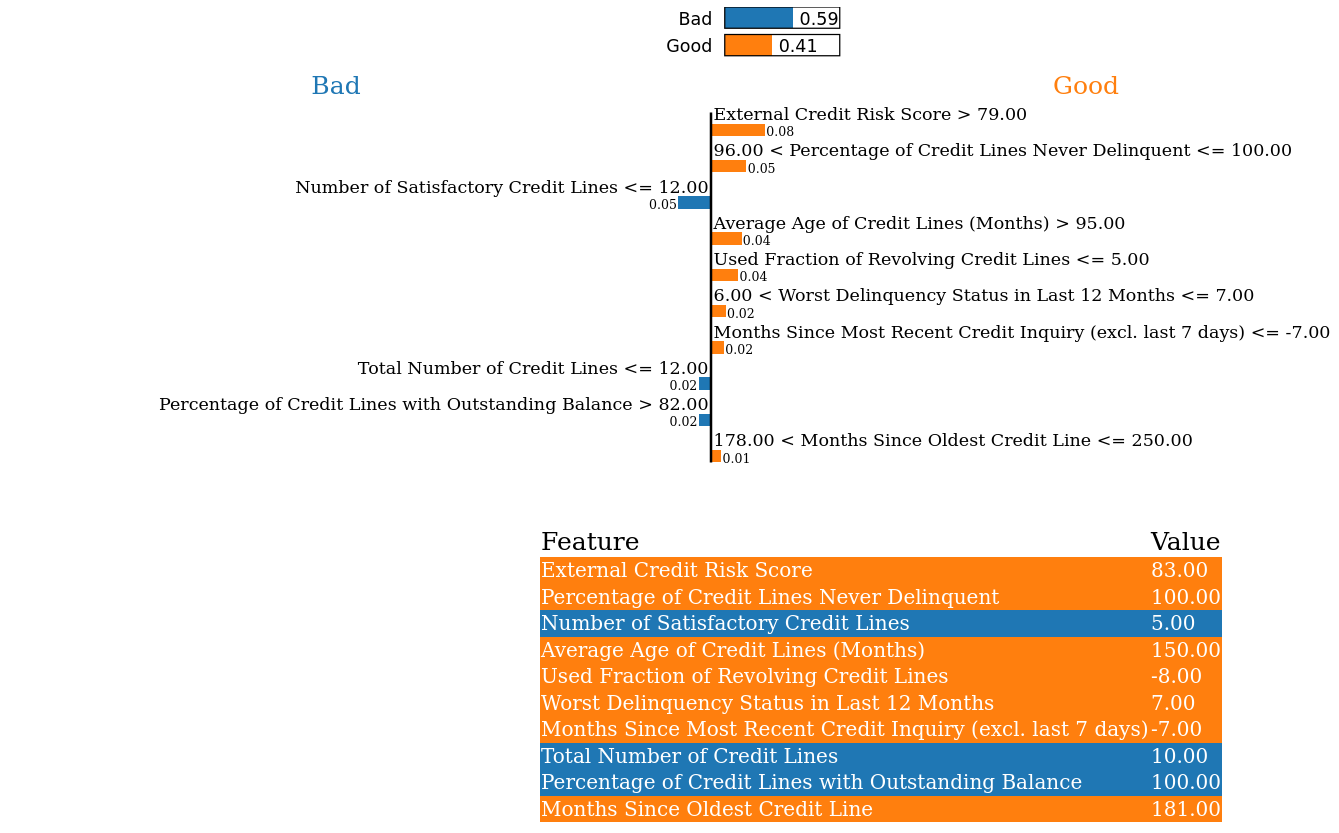 Bad 0.59
Good 0.41
Bad Good
External Credit Risk Score > 79.00
0.08
96.00 < Percentage of Credit Lines Never Delinquent <= 100.00
0.05
Number of Satisfactory Credit Lines <= 12.00
0.05
Average Age of Credit Lines (Months) > 95.00
0.04
Used Fraction of Revolving Credit Lines <= 5.00
0.04
6.00 < Worst Delinquency Status in Last 12 Months <= 7.00
0.02
Months Since Most Recent Credit Inquiry (excl. last 7 days) <= -7.00
0.02
Total Number of Credit Lines <= 12.00
0.02
Percentage of Credit Lines with Outstanding Balance > 82.00
0.02
178.00 < Months Since Oldest Credit Line <= 250.00
0.01
Feature Value
External Credit Risk Score 83.00
Percentage of Credit Lines Never Delinquent 100.00
Number of Satisfactory Credit Lines 5.00
Average Age of Credit Lines (Months) 150.00
Used Fraction of Revolving Credit Lines -8.00
Worst Delinquency Status in Last 12 Months 7.00
Months Since Most Recent Credit Inquiry (excl. last 7 days) -7.00
Total Number of Credit Lines 10.00
Percentage of Credit Lines with Outstanding Balance 100.00
Months Since Oldest Credit Line 181.00